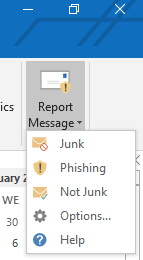 ics
Report
Message
Junk
Phishing
Not Junk
Options...
Help
uary 2
WE
30
6